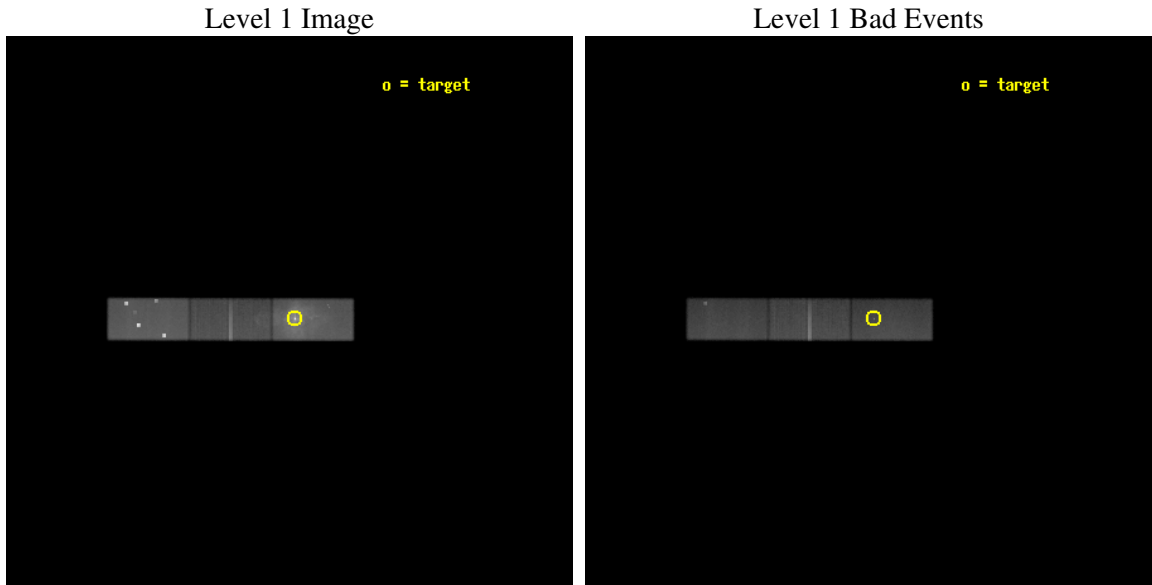 Level 1 Image
Level 1 Bad Events
o = target
o = target